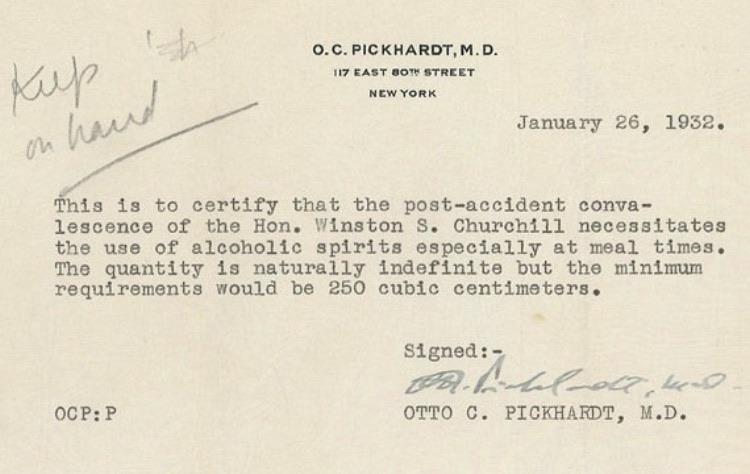 Keep
on hand
O. C. PICKHARDT, M.D.
117 EAST 80TH STREET
NEW YORK
January 26, 1932.
This is to certify that the post-accident conva-
lescence of the Hon. Winston S. Churchill necessitates
the use of alcoholic spirits especially at meal times.
The quantity is naturally indefinite but the minimum
requirements would be 250 cubic centimeters.
Signed:-
O.C. Pickhardt, M.D.
OCP:P
OTTO C. PICKHARDT, M.D.